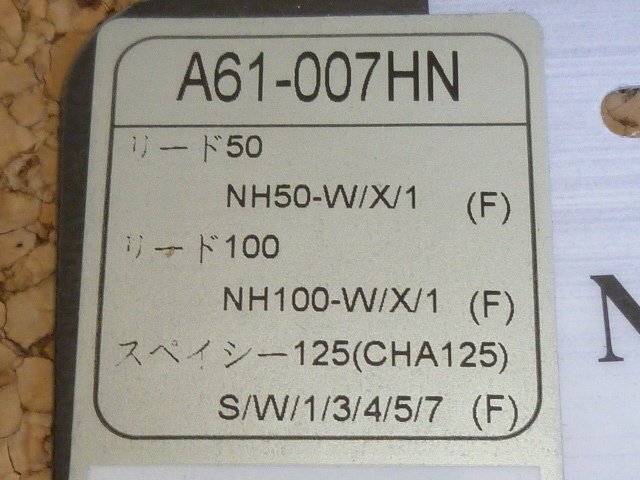 A61-007HN
リード50
NH50-W/X/1 (F)
リード100
NH100-W/X/1 (F)
スペイシー125(CHA125)
S/W/1/3/4/5/7 (F)
N